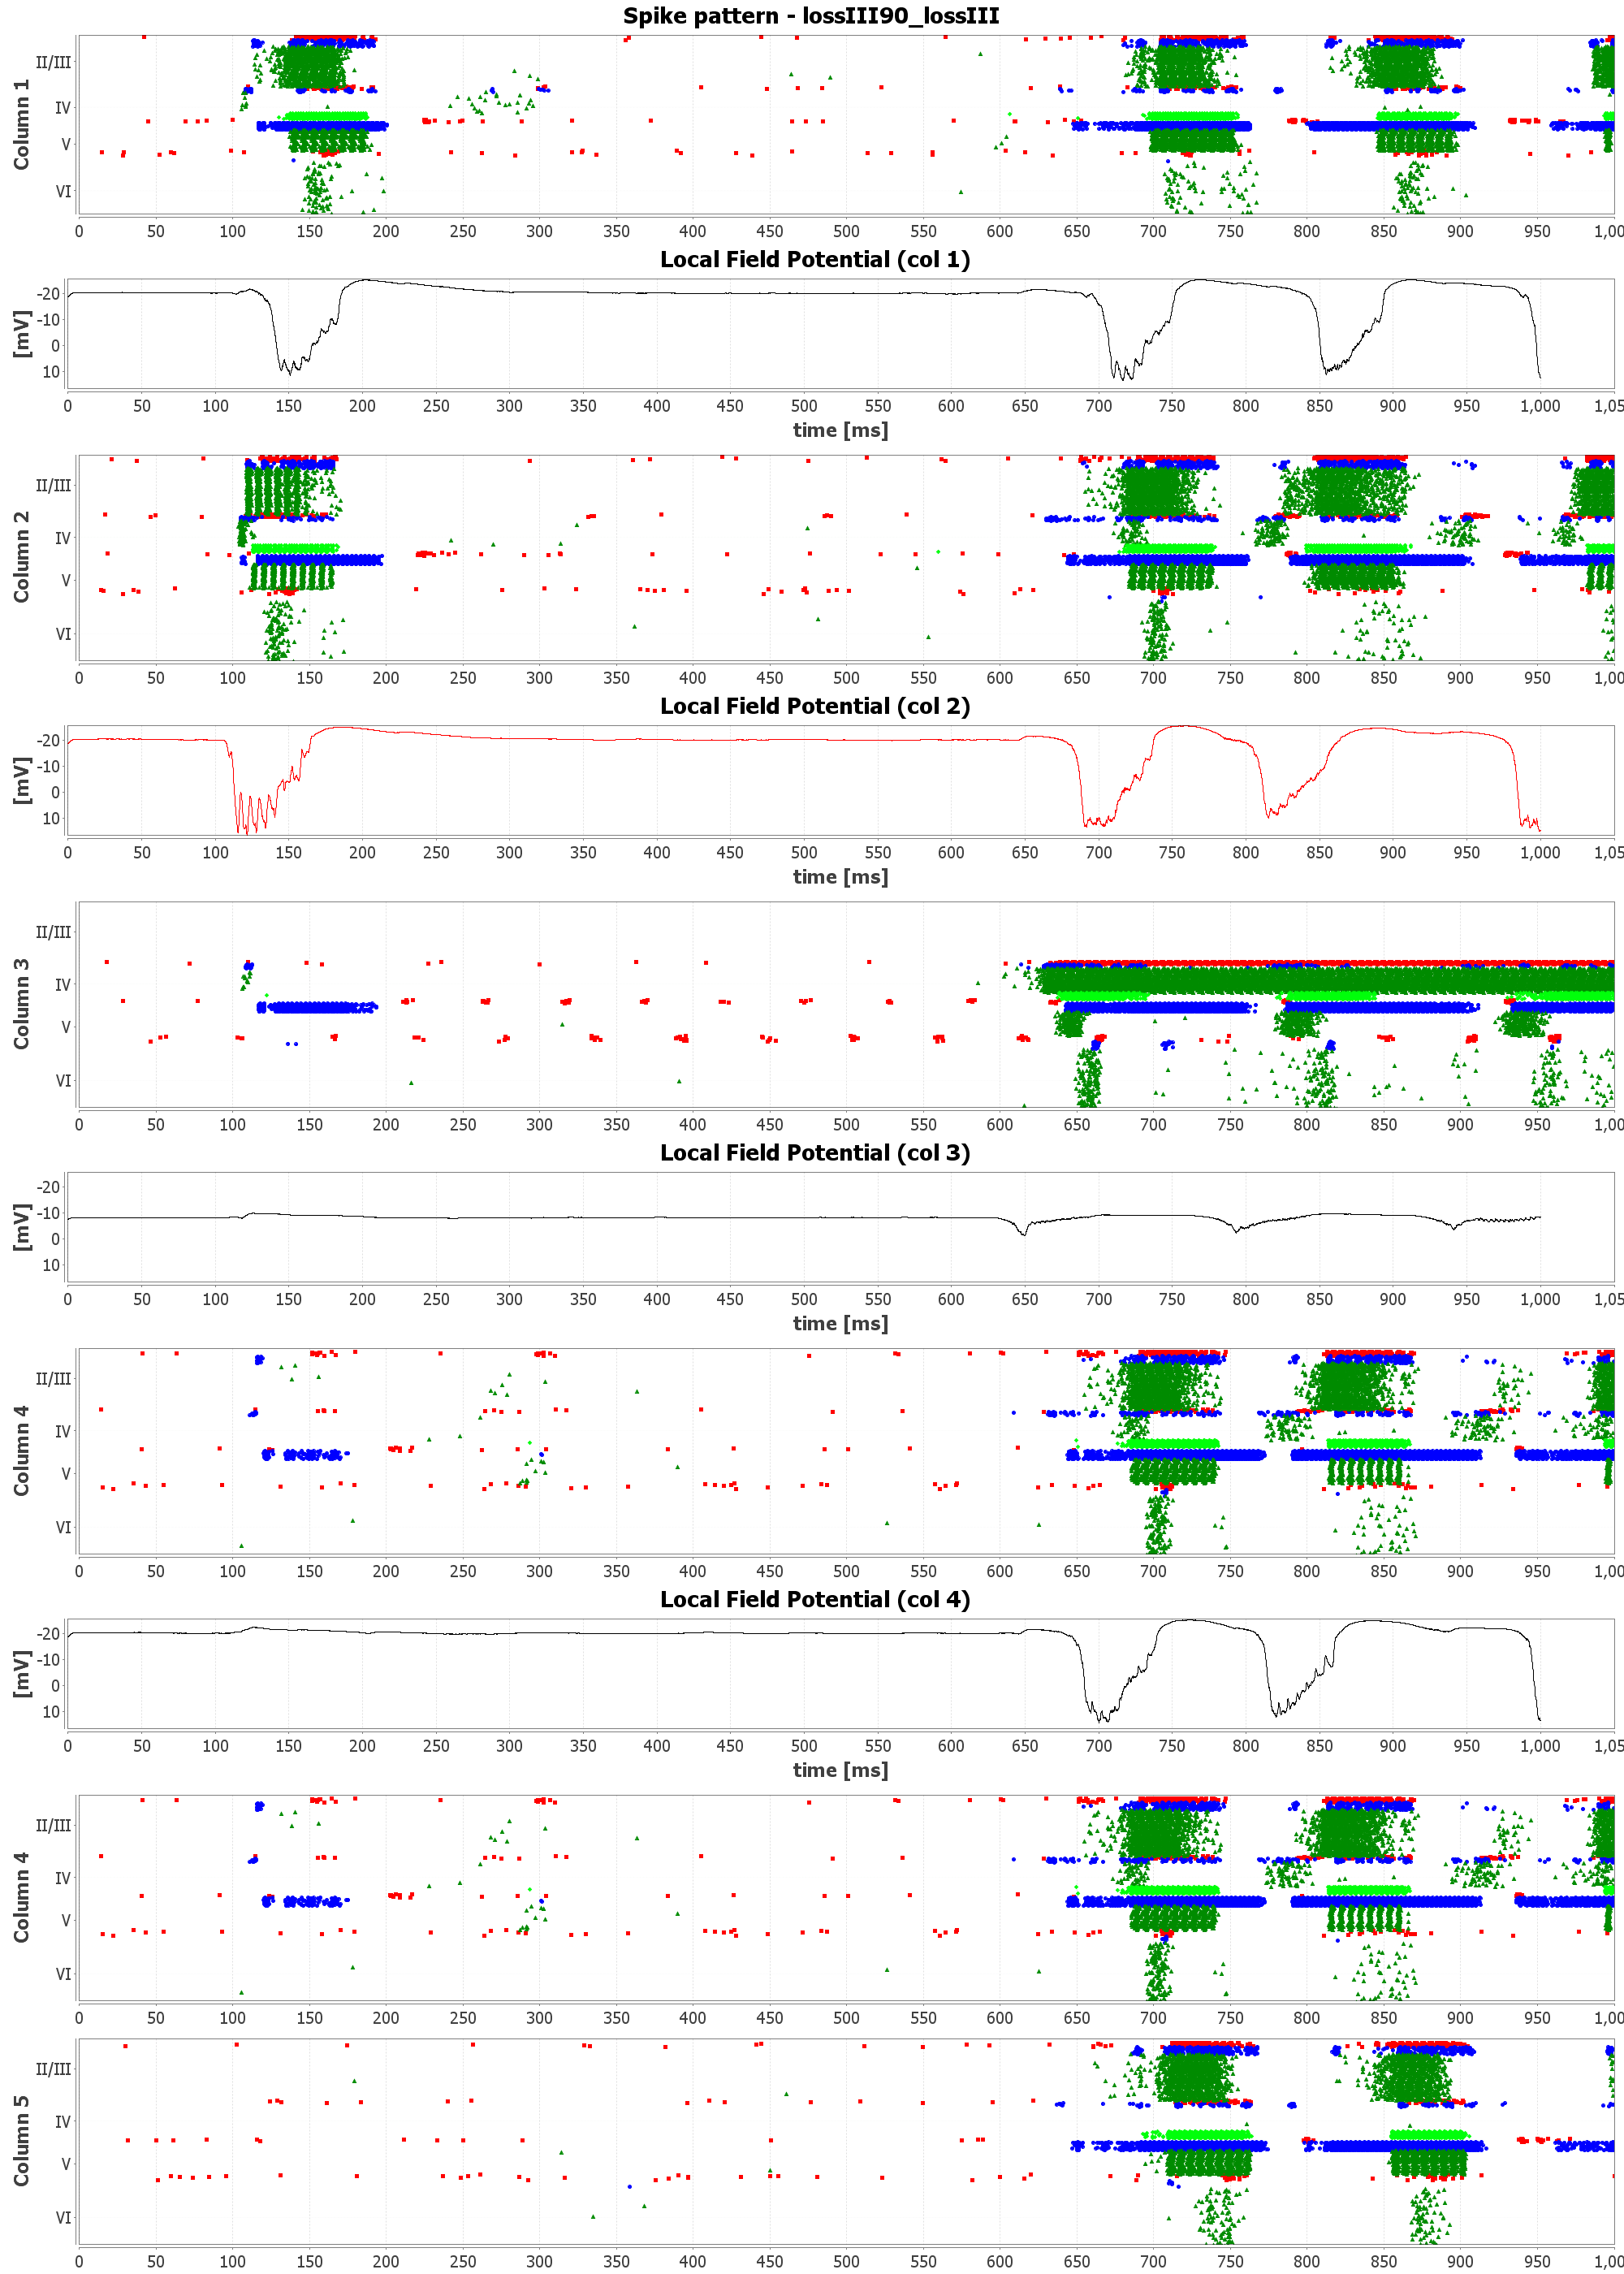 Spike pattern - lossIII90_lossIII
Column 1
II/III
IV
V
VI
0 50 100 150 200 250 300 350 400 450 500 550 600 650 700 750 800 850 900 950 1,00
Local Field Potential (col 1)
[mV]
-20
-10
0
10
0 50 100 150 200 250 300 350 400 450 500 550 600 650 700 750 800 850 900 950 1,000 1,05
time [ms]
Column 2
II/III
IV
V
VI
0 50 100 150 200 250 300 350 400 450 500 550 600 650 700 750 800 850 900 950 1,00
Local Field Potential (col 2)
[mV]
-20
-10
0
10
0 50 100 150 200 250 300 350 400 450 500 550 600 650 700 750 800 850 900 950 1,000 1,05
time [ms]
Column 3
II/III
IV
V
VI
0 50 100 150 200 250 300 350 400 450 500 550 600 650 700 750 800 850 900 950 1,00
Local Field Potential (col 3)
[mV]
-20
-10
0
10
0 50 100 150 200 250 300 350 400 450 500 550 600 650 700 750 800 850 900 950 1,000 1,05
time [ms]
Column 4
II/III
IV
V
VI
0 50 100 150 200 250 300 350 400 450 500 550 600 650 700 750 800 850 900 950 1,00
Local Field Potential (col 4)
[mV]
-20
-10
0
10
0 50 100 150 200 250 300 350 400 450 500 550 600 650 700 750 800 850 900 950 1,000 1,05
time [ms]
Column 4
II/III
IV
V
VI
0 50 100 150 200 250 300 350 400 450 500 550 600 650 700 750 800 850 900 950 1,00
Column 5
II/III
IV
V
VI
0 50 100 150 200 250 300 350 400 450 500 550 600 650 700 750 800 850 900 950 1,00